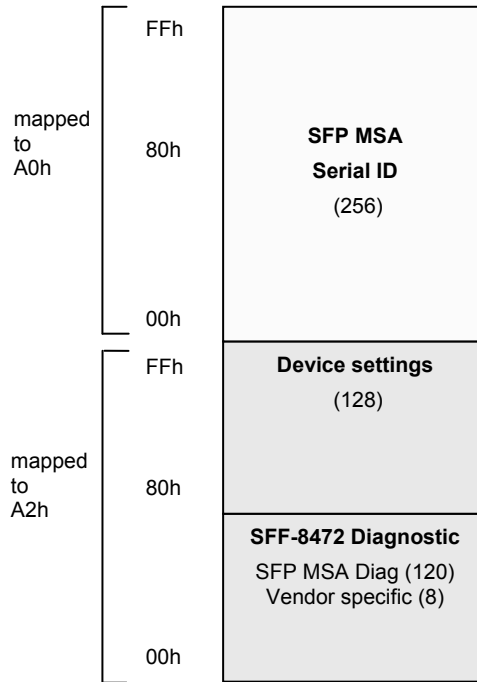 FFh
mapped
to
A0h
80h
SFP MSA
Serial ID
(256)
00h
FFh
Device settings
(128)
mapped
to
A2h
80h
SFF-8472 Diagnostic
SFP MSA Diag (120)
Vendor specific (8)
00h